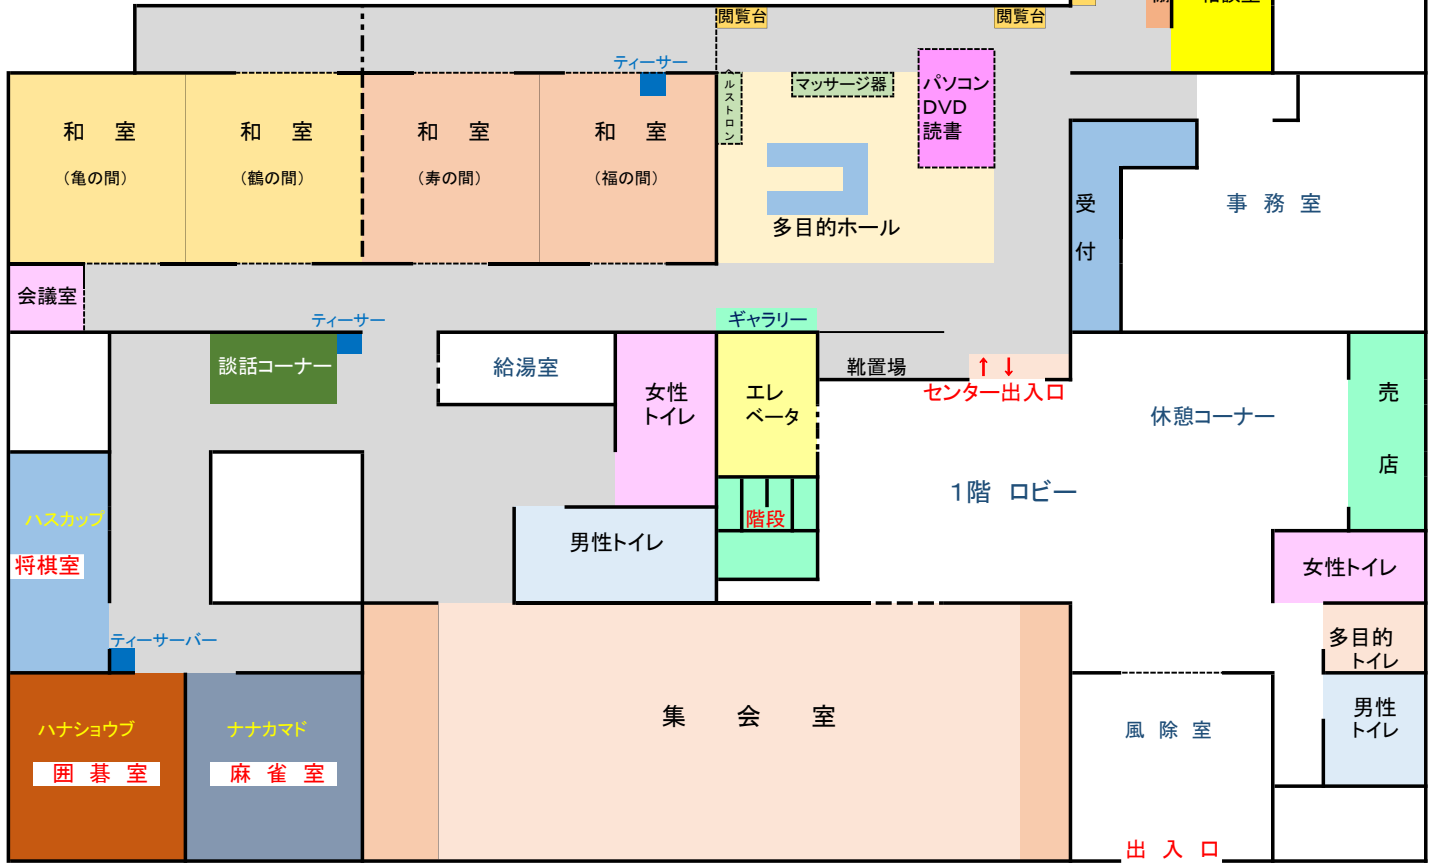 閲覧台
閲覧台
相談室
ティーサー
ヘルストロン
マッサージ器
パソコン
DVD
読書
和 室
(亀の間)
和 室
(鶴の間)
和 室
(寿の間)
和 室
(福の間)
多目的ホール
受
付
事 務 室
会議室
ティーサー
ギャラリー
談話コーナー
給湯室
女性
トイレ
エレ
ベータ
靴置場
↑ ↓
センター出入口
休憩コーナー
売
店
1階 ロビー
ハスカップ
将棋室
階段
男性トイレ
女性トイレ
ティーサーバー
多目的
トイレ
ハナショウブ
囲 碁 室
ナナカマド
麻 雀 室
集 会 室
風 除 室
男性
トイレ
出 入 口